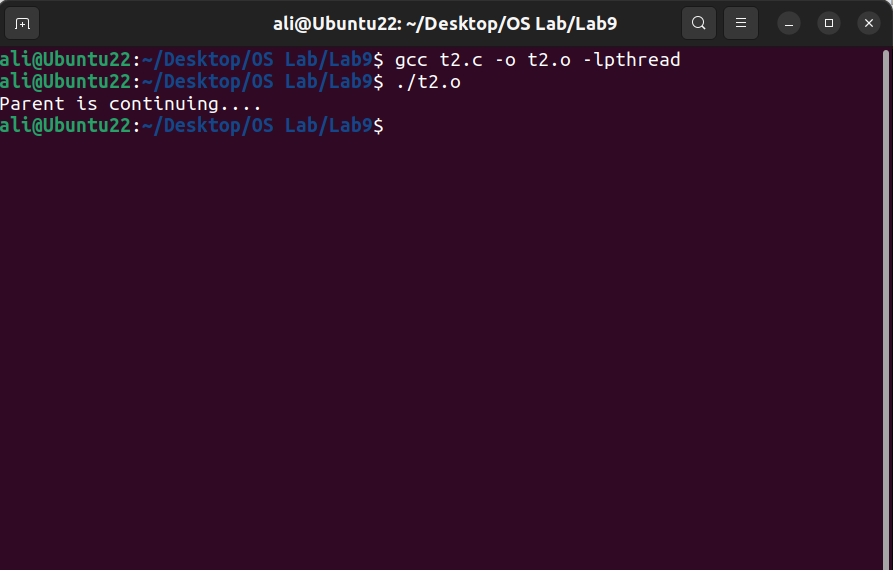 ali@Ubuntu22: ~/Desktop/OS Lab/Lab9
ali@Ubuntu22:~/Desktop/OS Lab/Lab9$ gcc t2.c -o t2.o -lpthread
ali@Ubuntu22:~/Desktop/OS Lab/Lab9$ ./t2.o
Parent is continuing....
ali@Ubuntu22:~/Desktop/OS Lab/Lab9$